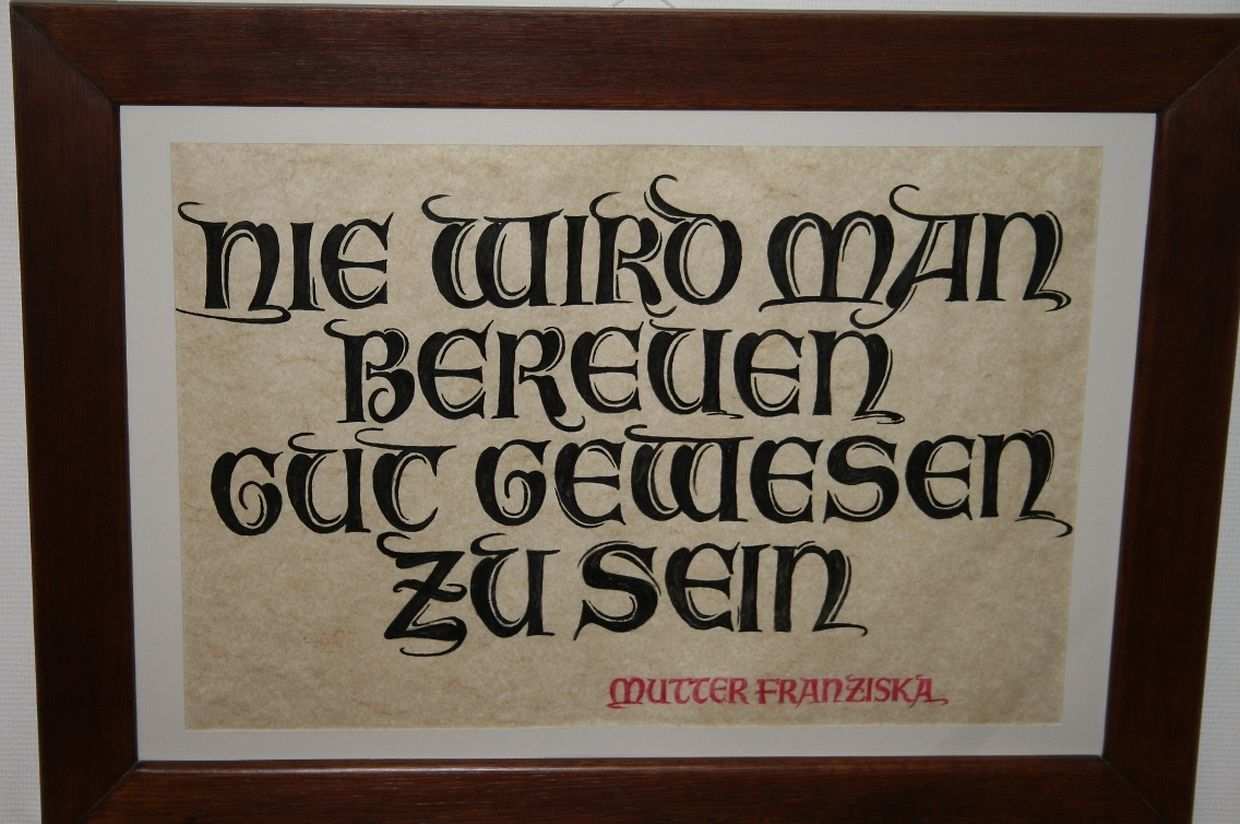 NIE WIRD MAN
BEREUEN
GUT GEWESEN
ZU SEIN
MUTTER FRANZISKA